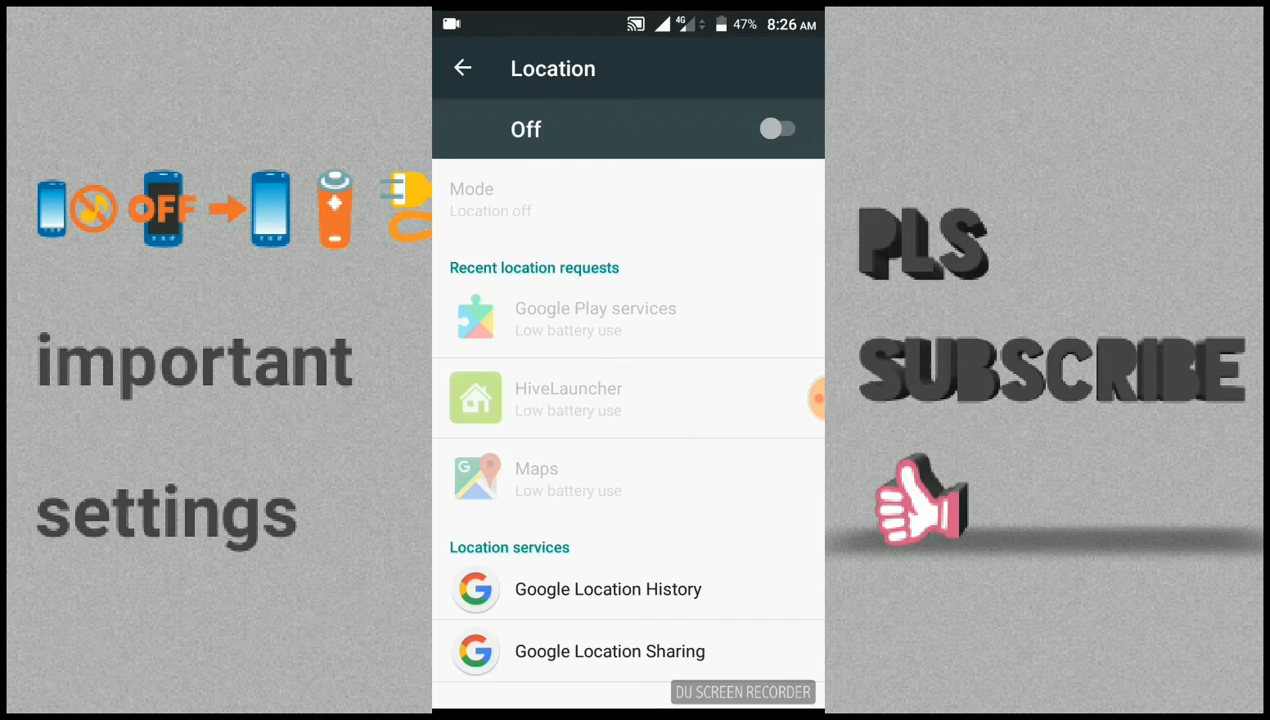 4G 47% 8:26 AM
Location
Off
Mode
Location off
Recent location requests
Google Play services
Low battery use
HiveLauncher
Low battery use
Maps
Low battery use
Location services
Google Location History
Google Location Sharing
DU SCREEN RECORDER
OFF
important
settings
PLS
SUBSCRIBE